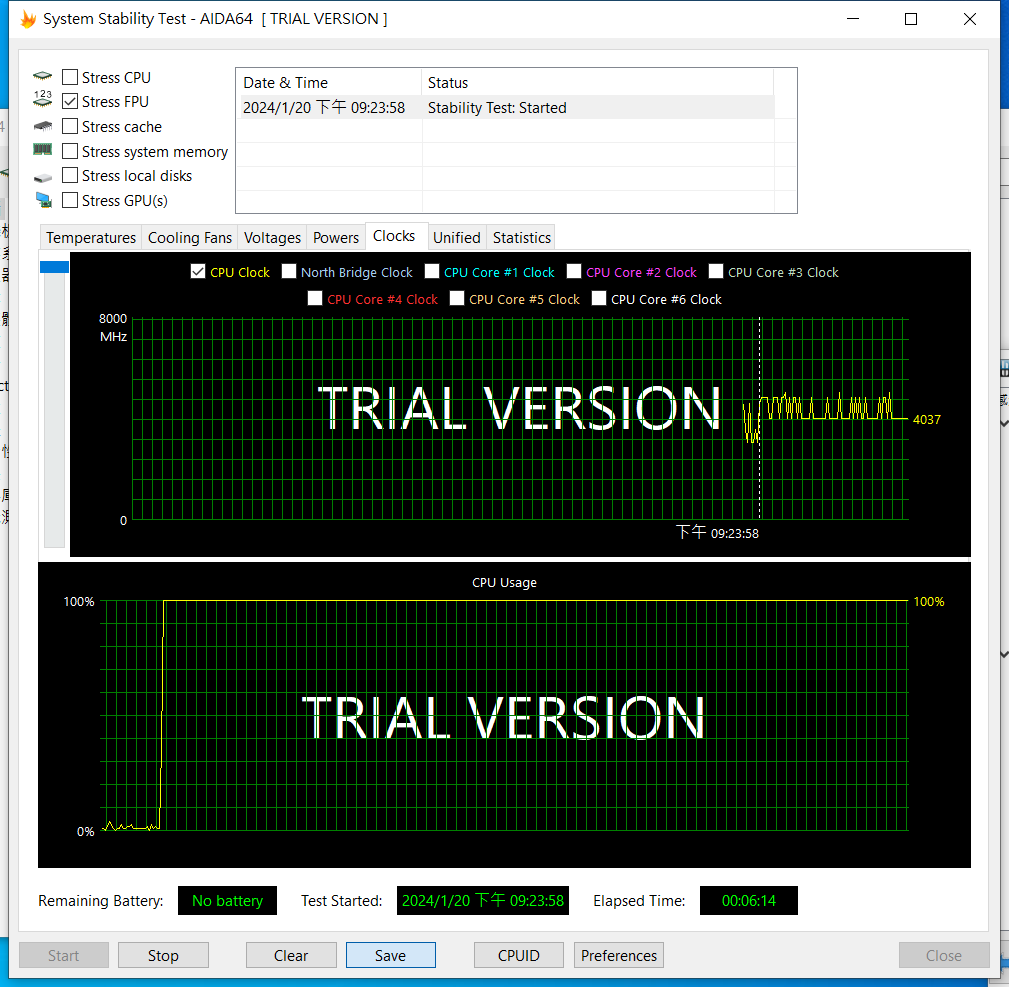 System Stability Test - AIDA64 [ TRIAL VERSION ]
Stress CPU
123
Stress FPU
Stress cache
Stress system memory
Stress local disks
Stress GPU(s)
Date & Time Status
2024/1/20 下午 09:23:58 Stability Test: Started
Temperatures Cooling Fans Voltages Powers Clocks Unified Statistics
CPU Clock North Bridge Clock CPU Core #1 Clock CPU Core #2 Clock CPU Core #3 Clock
CPU Core #4 Clock CPU Core #5 Clock CPU Core #6 Clock
8000
MHz
TRIAL VERSION
4037
0
下午 09:23:58
CPU Usage
100% 100%
TRIAL VERSION
0%
Remaining Battery: No battery Test Started: 2024/1/20 下午 09:23:58 Elapsed Time: 00:06:14
Start Stop Clear Save CPUID Preferences Close